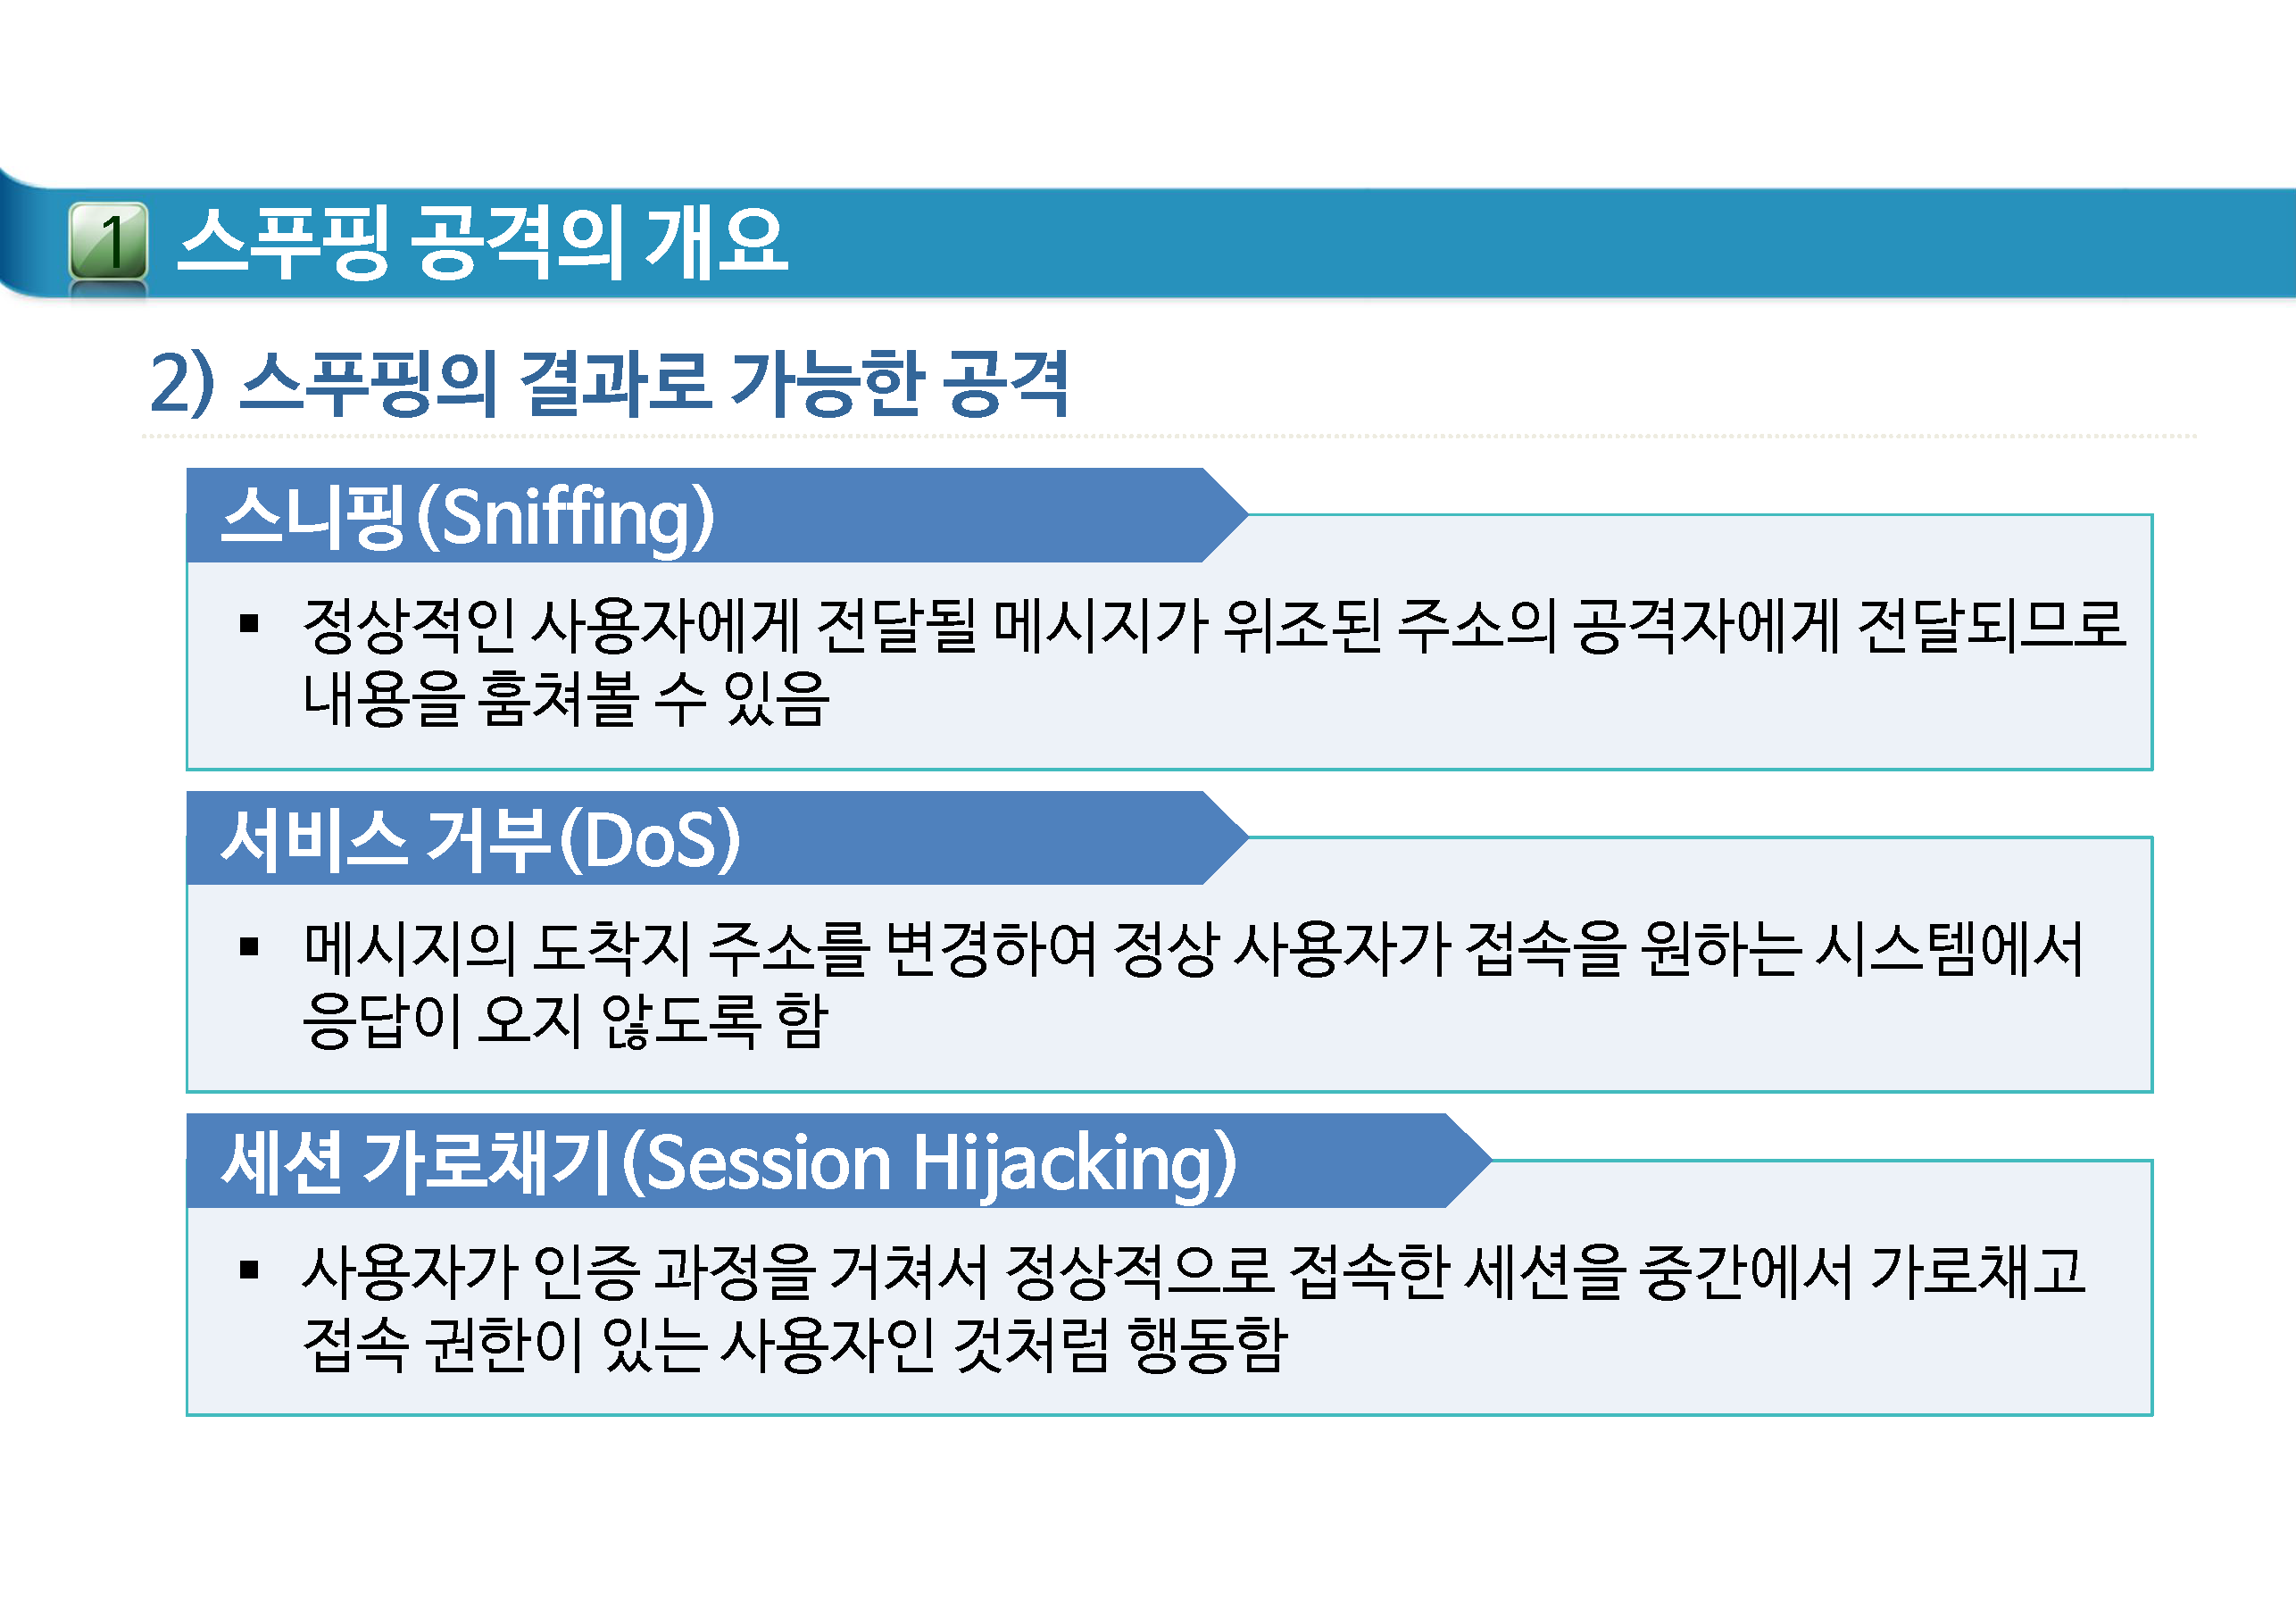 1 스푸핑 공격의 개요
2) 스푸핑의 결과로 가능한 공격
스니핑(Sniffing)
▪ 정상적인 사용자에게 전달될 메시지가 위조된 주소의 공격자에게 전달되므로
내용을 훔쳐볼 수 있음
서비스 거부(DoS)
▪ 메시지의 도착지 주소를 변경하여 정상 사용자가 접속을 원하는 시스템에서
응답이 오지 않도록 함
세션 가로채기(Session Hijacking)
▪ 사용자가 인증 과정을 거쳐서 정상적으로 접속한 세션을 중간에서 가로채고
접속 권한이 있는 사용자인 것처럼 행동함